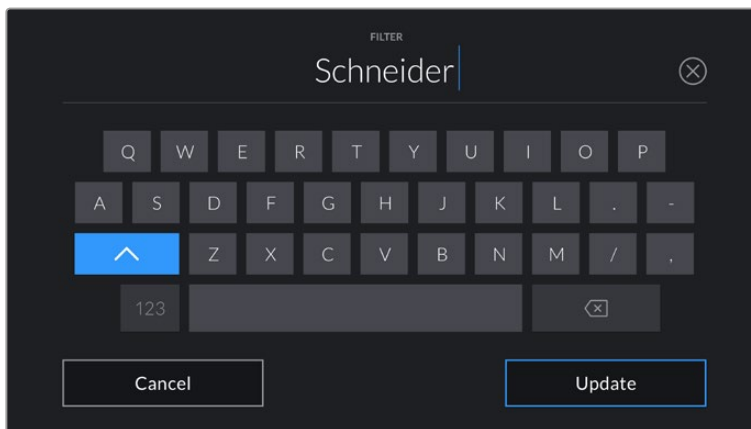 FILTER
Schneider
Q W E R T Y U I O P
A S D F G H J K L . -
Z X C V B N M / ,
123
Cancel Update